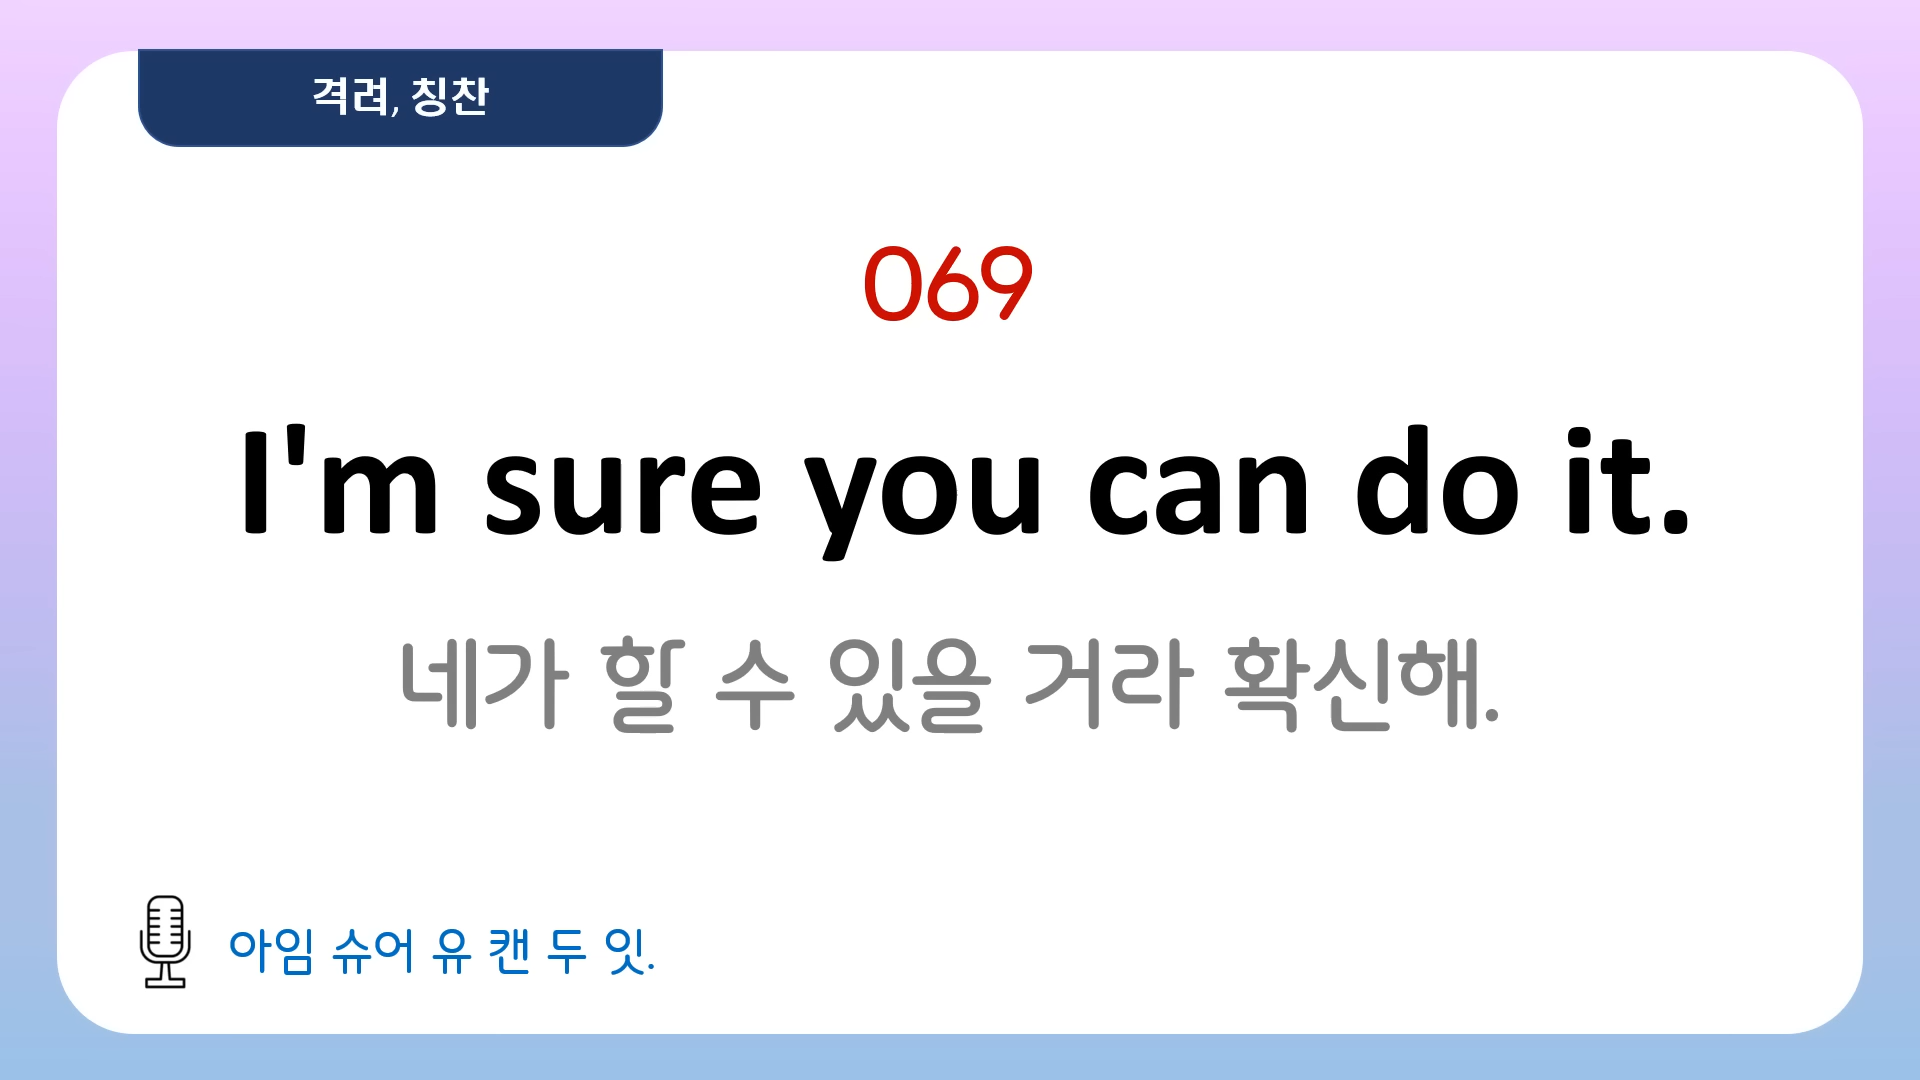 격려, 칭찬
069
I'm sure you can do it.
네가 할 수 있을 거라 확신해.
아임 슈어 유 캔 두 잇.